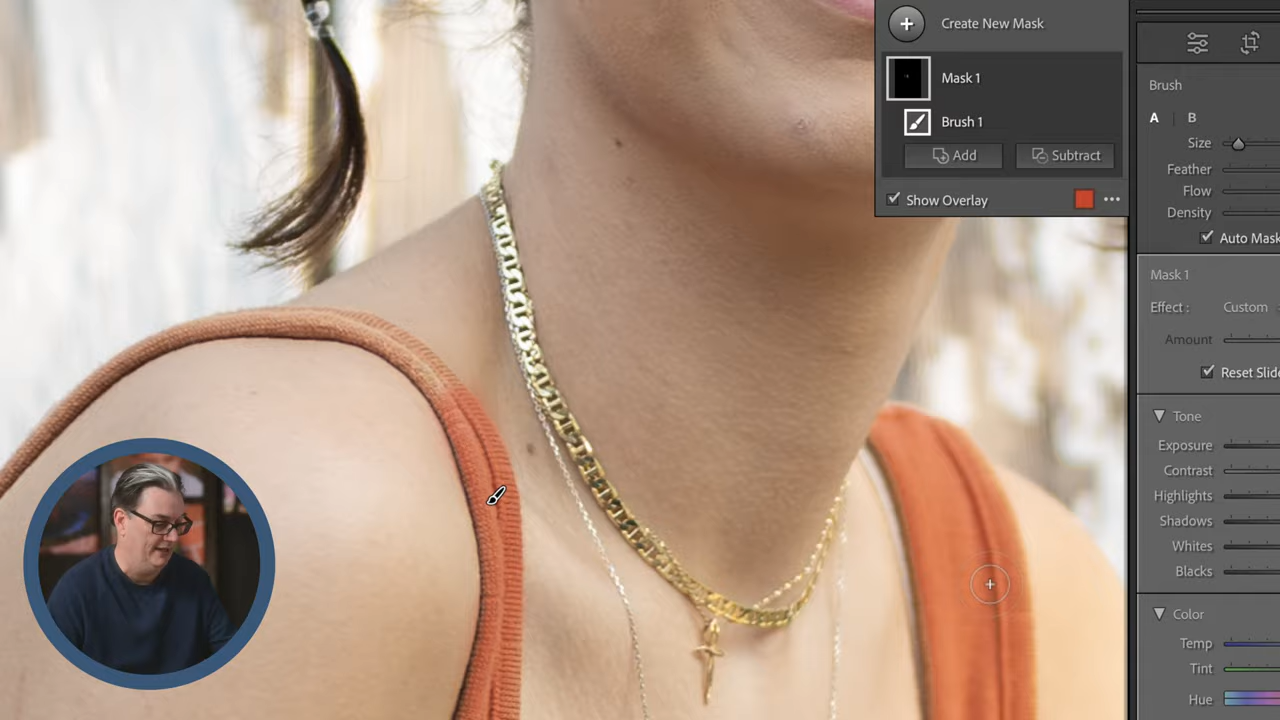 Create New Mask
Mask 1
Brush 1
Add
Subtract
Show Overlay
Brush
A
B
Size
Feather
Flow
Density
Auto Mask
Mask 1
Effect :
Custom
Amount
Reset Slide
Tone
Exposure
Contrast
Highlights
Shadows
Whites
Blacks
Color
Temp
Tint
Hue